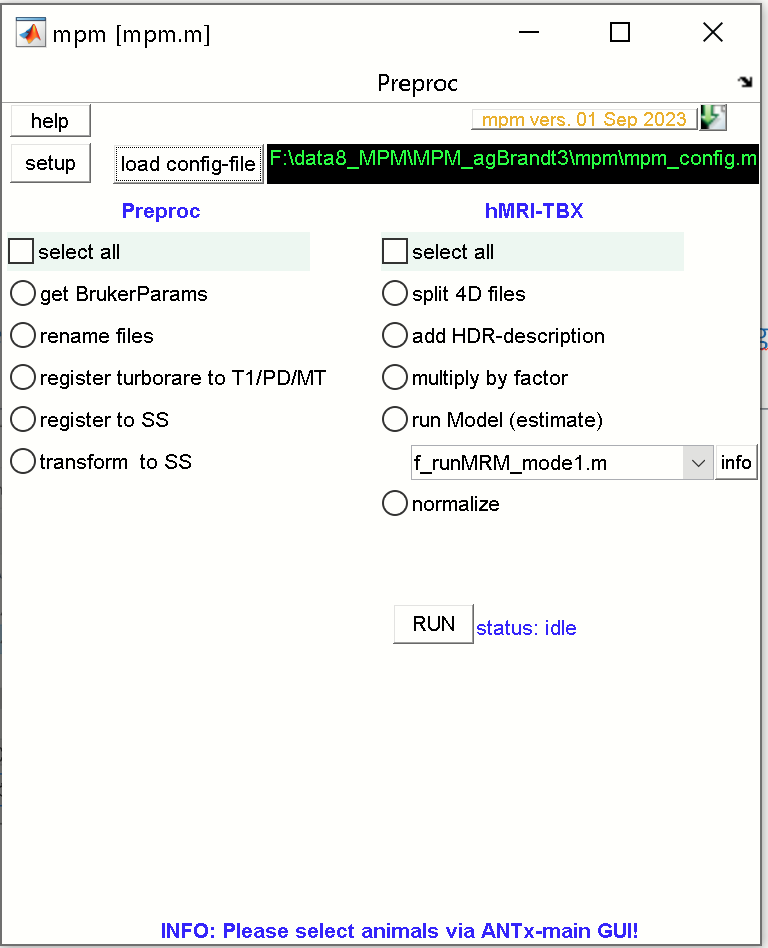 mpm [mpm.m]
Preproc
help
mpm vers. 01 Sep 2023
setup
load config-file
F:\data8_MPM\MPM_agBrandt3\mpm\mpm_config.m
Preproc
hMRI-TBX
select all
select all
get BrukerParams
split 4D files
rename files
add HDR-description
register turborare to T1/PD/MT
multiply by factor
register to SS
run Model (estimate)
transform  to SS
f_runMRM_mode1.m
info
normalize
RUN
status: idle
INFO: Please select animals via ANTx-main GUI!